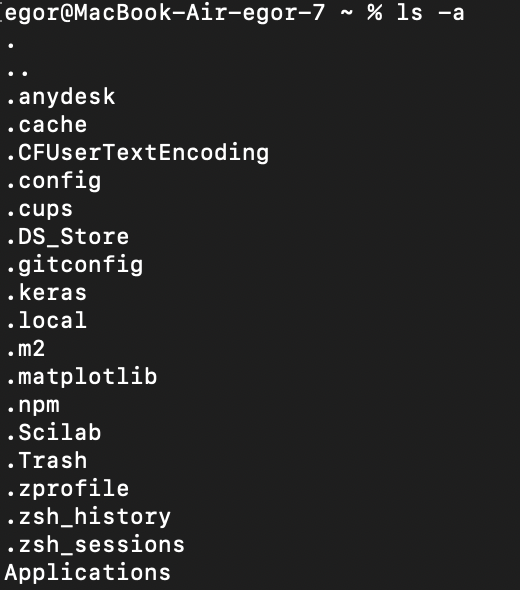 [egor@MacBook-Air-egor-7 ~ % ls -a
.
..
.anydesk
.cache
.CFUserTextEncoding
.config
.cups
.DS_Store
.gitconfig
.keras
.local
.m2
.matplotlib
.npm
.Scilab
.Trash
.zprofile
.zsh_history
.zsh_sessions
Applications